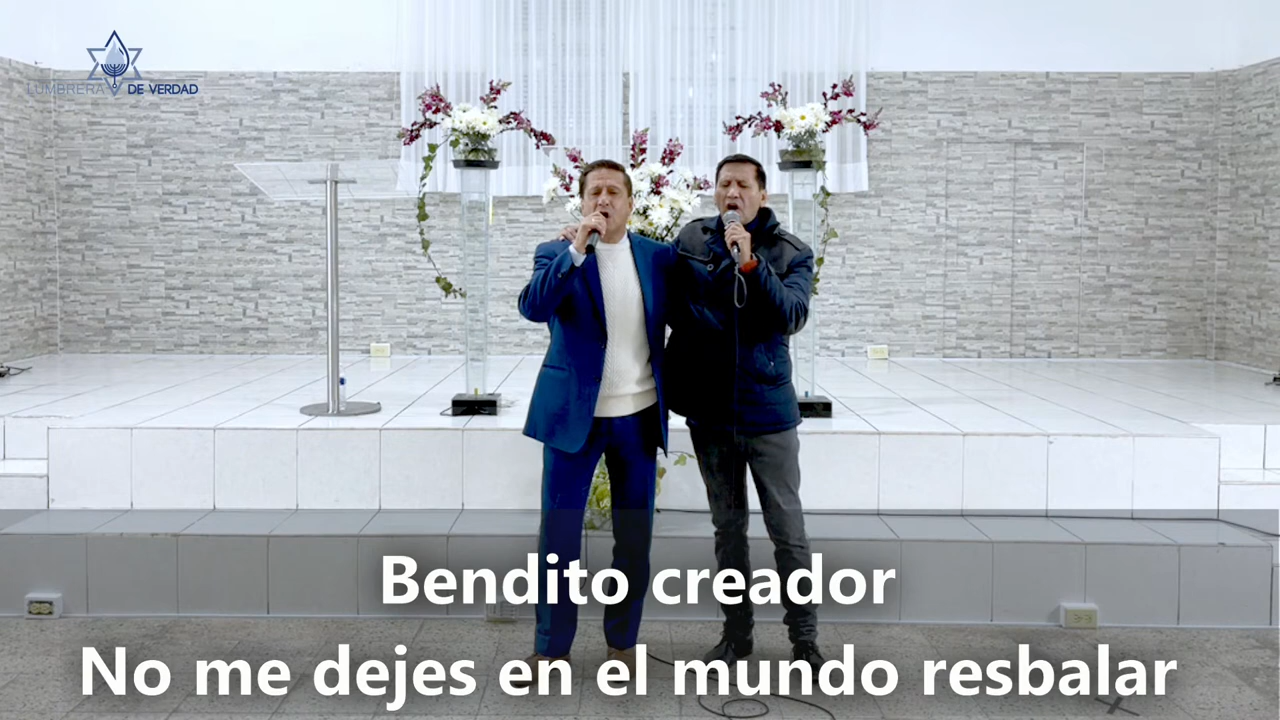 LUMBRERA DE VERDAD
Bendito creador
No me dejes en el mundo resbalar